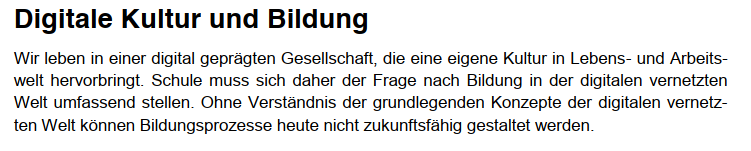 Digitale Kultur und Bildung
Wir leben in einer digital geprägten Gesellschaft, die eine eigene Kultur in Lebens- und Arbeits-
welt hervorbringt. Schule muss sich daher der Frage nach Bildung in der digitalen vernetzten
Welt umfassend stellen. Ohne Verständnis der grundlegenden Konzepte der digitalen vernetz-
ten Welt können Bildungsprozesse heute nicht zukunftsfähig gestaltet werden.